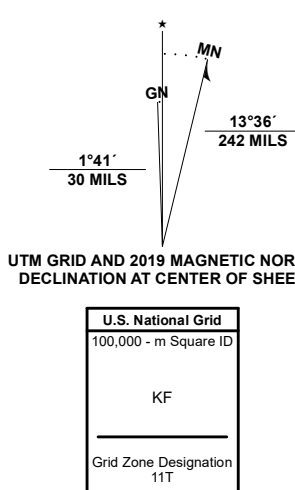 ★
MN
GN
13°36´
242 MILS
1°41´
30 MILS
UTM GRID AND 2019 MAGNETIC NOR
DECLINATION AT CENTER OF SHEE
U.S. National Grid
100,000 - m Square ID
KF
Grid Zone Designation
11T